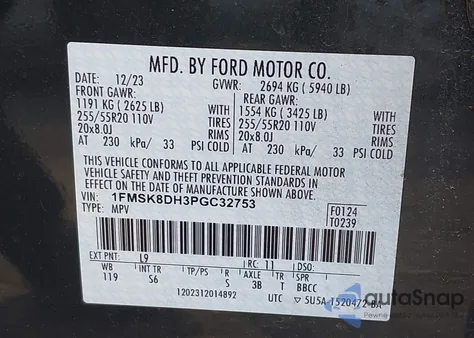 MFD. BY FORD MOTOR CO.
DATE: 12/23 GVWR: 2694 KG ( 5940 LB)
FRONT GAWR: REAR GAWR:
1191 KG ( 2625 LB) WITH 1554 KG ( 3425 LB) WITH
255/55R20 110V TIRES 255/55R20 110V TIRES
20x8.0J RIMS 20x8.0J RIMS
AT 230 kPa/ 33 PSI COLD AT 230 kPa/ 33 PSI COLD
THIS VEHICLE CONFORMS TO ALL APPLICABLE FEDERAL MOTOR
VEHICLE SAFETY AND THEFT PREVENTION STANDARDS IN
EFFECT ON THE DATE OF MANUFACTURE SHOWN ABOVE.
VIN: 1FMSK8DH3PGC32753 F0124
TYPE: MPV T0239
EXT PNT: L9 RC: 11
WB INT TR TP/PS R AXLE TR SPR
119 S6 S 3B T BBCC
1202312014892 UTC ▽ 5U5A-1520472-BA
autoSnap